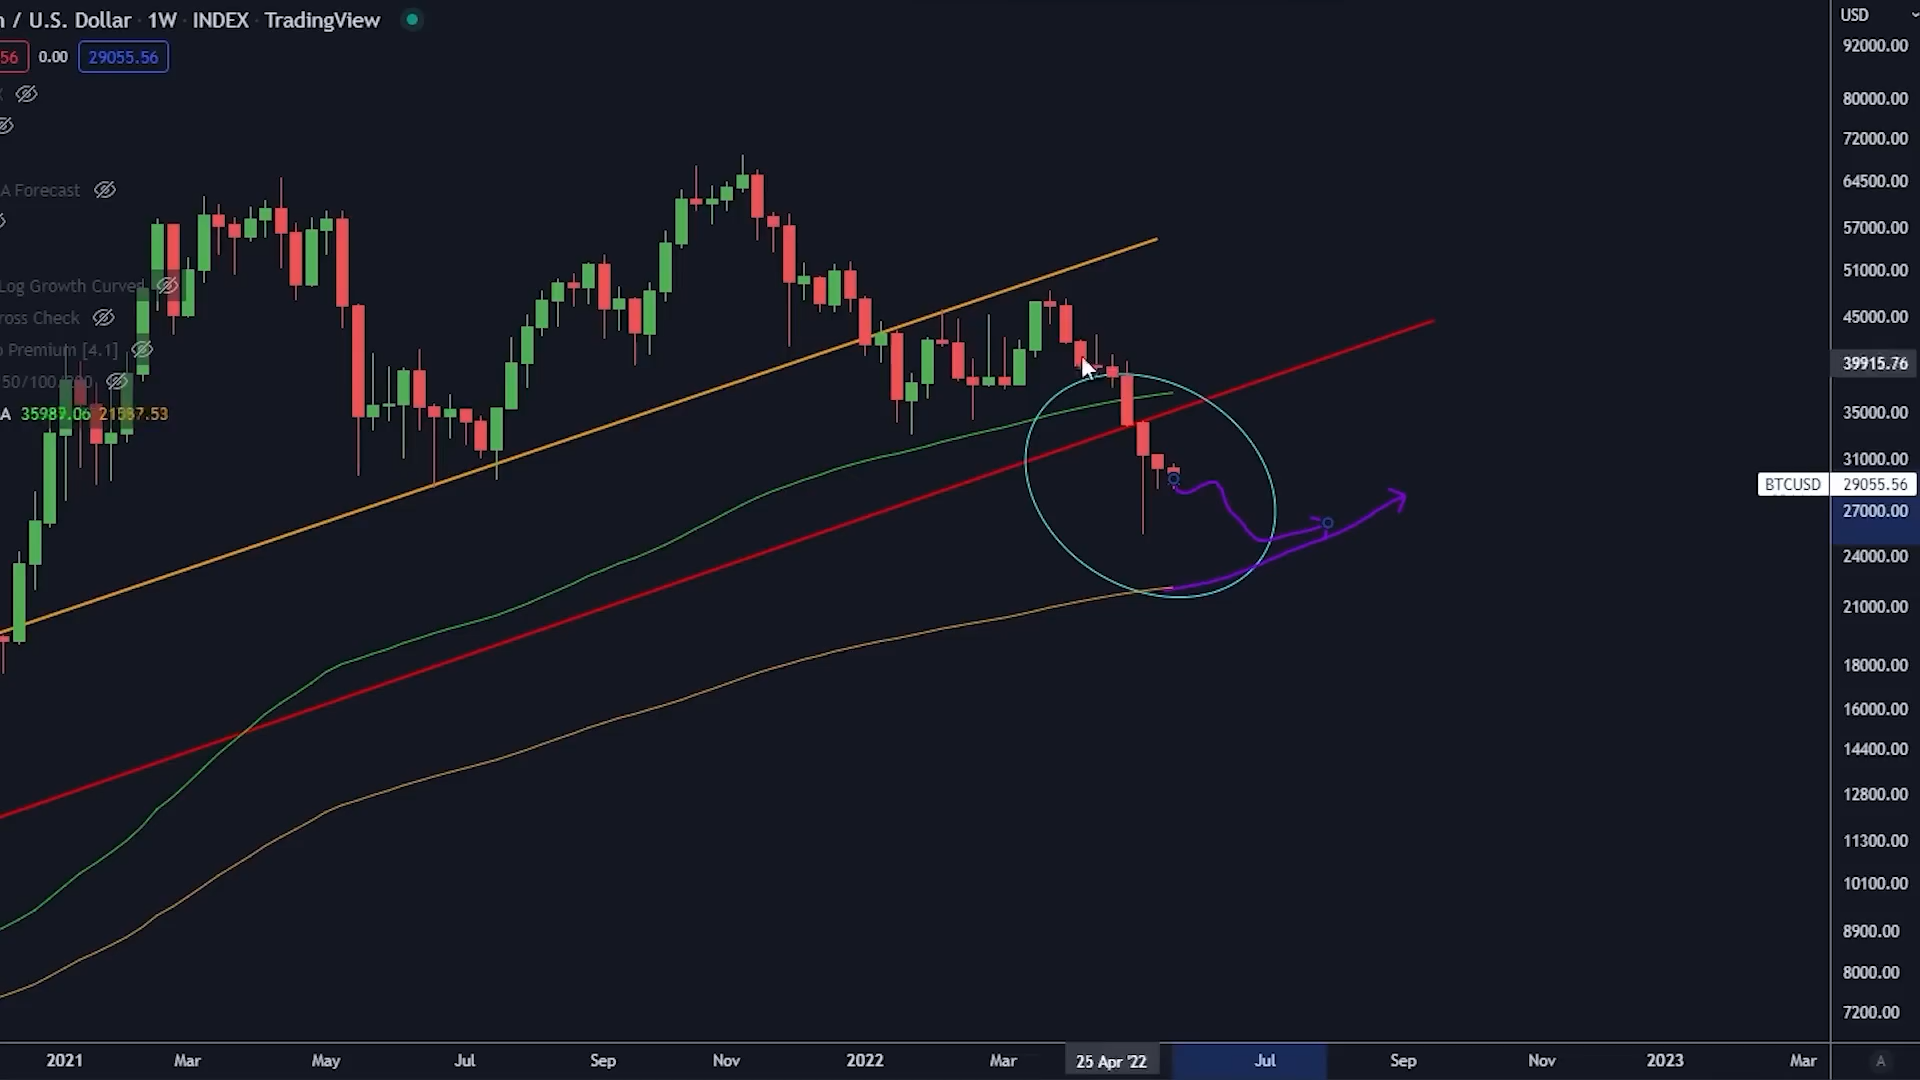 / U.S. Dollar · 1W · INDEX · TradingView
56 0.00 29055.56
A Forecast
Log Growth Curves
ross Check
Premium [4.1]
50/100/200
A 35987.06 21587.53
USD
92000.00
80000.00
72000.00
64500.00
57000.00
51000.00
45000.00
39915.76
35000.00
31000.00
BTCUSD 29055.56
27000.00
24000.00
21000.00
18000.00
16000.00
14400.00
12800.00
11300.00
10100.00
8900.00
8000.00
7200.00
2021 Mar May Jul Sep Nov 2022 Mar 25 Apr '22 Jul Sep Nov 2023 Mar A